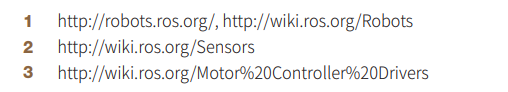 1 http://robots.ros.org/, http://wiki.ros.org/Robots
2 http://wiki.ros.org/Sensors
3 http://wiki.ros.org/Motor%20Controller%20Drivers